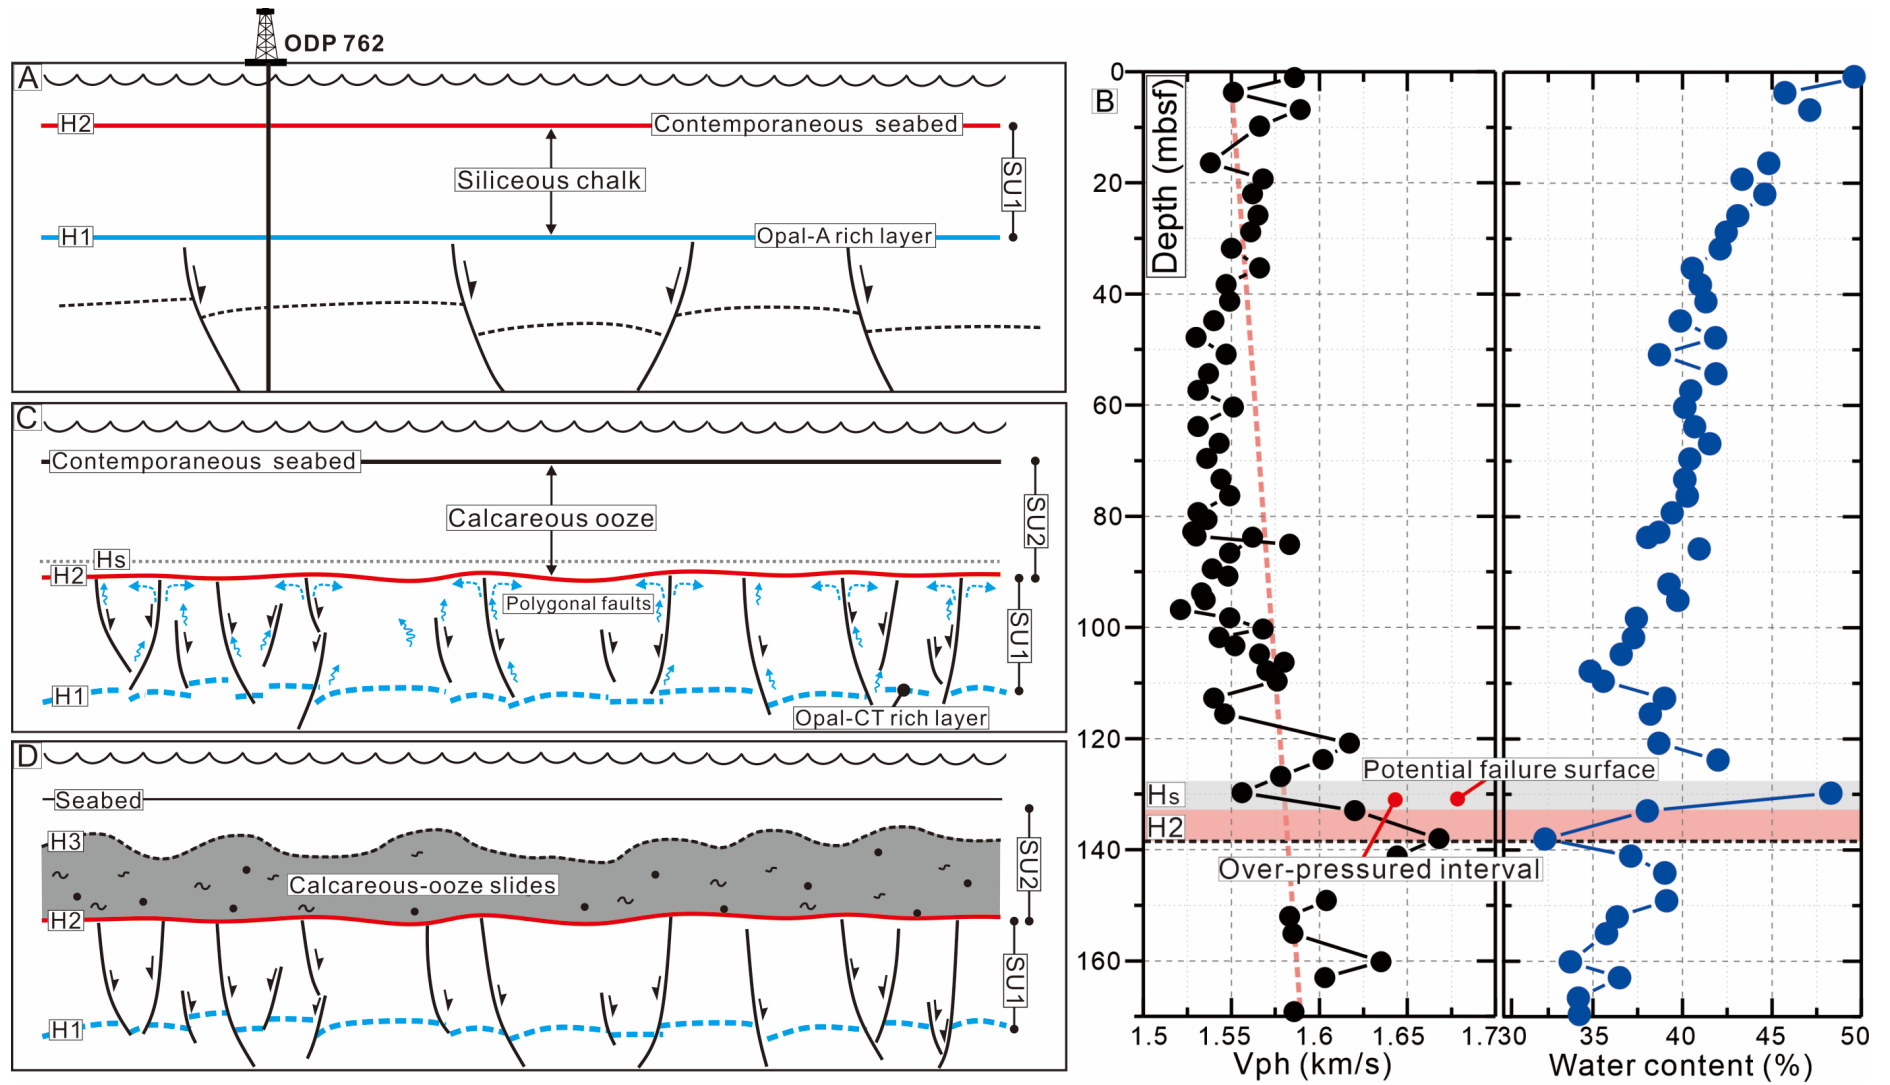 ODP 762
A
H2
Contemporaneous seabed
Siliceous chalk
SU1
H1
Opal-A rich layer
C
Contemporaneous seabed
Calcareous ooze
SU2
Hs
H2
Polygonal faults
SU1
H1
Opal-CT rich layer
D
Seabed
H3
Calcareous-ooze slides
SU2
H2
SU1
H1
B
Depth (mbsf)
0
20
40
60
80
100
120
140
160
Potential failure surface
Hs
H2
Over-pressured interval
1.5 1.55 1.6 1.65 1.7
Vph (km/s)
30 35 40 45 50
Water content (%)